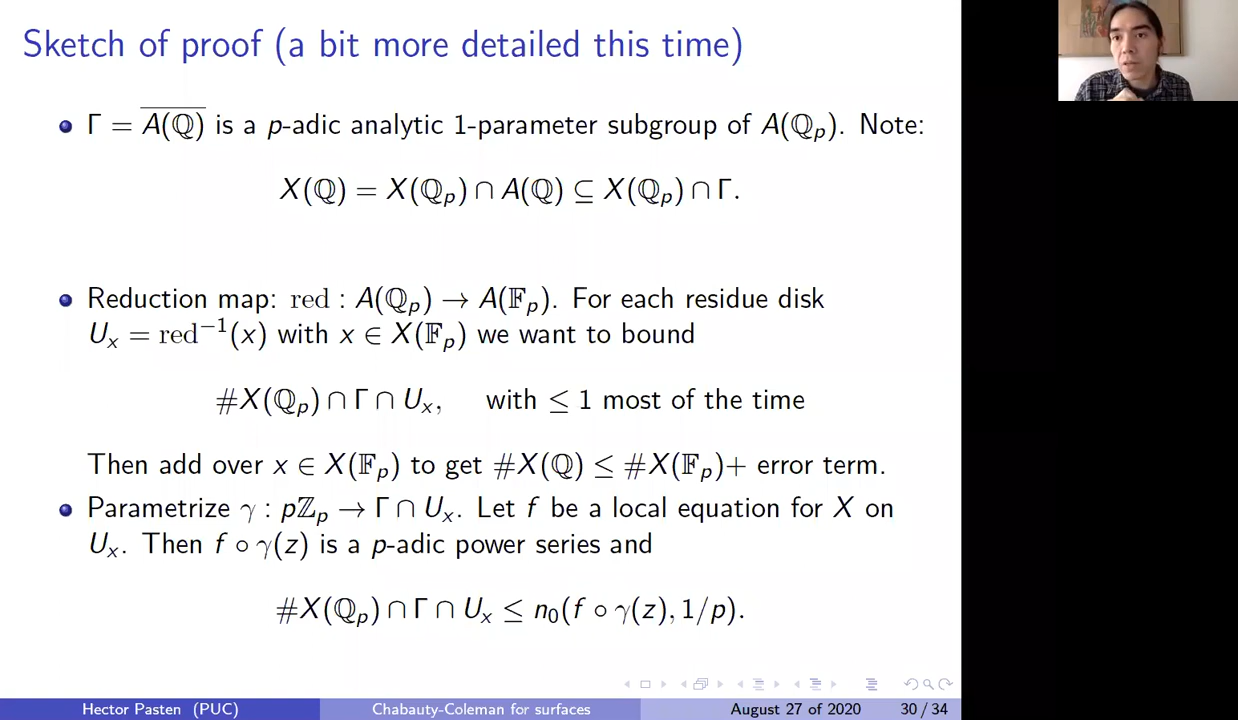 Sketch of proof (a bit more detailed this time)
Γ = \overline{A(ℚ)} is a p-adic analytic 1-parameter subgroup of A(ℚ_p). Note:
X(ℚ) = X(ℚ_p) ∩ A(ℚ) ⊆ X(ℚ_p) ∩ Γ.
Reduction map: red : A(ℚ_p) → A(𝔽_p). For each residue disk
U_x = red^{-1}(x) with x ∈ X(𝔽_p) we want to bound
#X(ℚ_p) ∩ Γ ∩ U_x, with ≤ 1 most of the time
Then add over x ∈ X(𝔽_p) to get #X(ℚ) ≤ #X(𝔽_p)+ error term.
Parametrize γ : pℤ_p → Γ ∩ U_x. Let f be a local equation for X on
U_x. Then f ∘ γ(z) is a p-adic power series and
#X(ℚ_p) ∩ Γ ∩ U_x ≤ n_0(f ∘ γ(z), 1/p).
Hector Pasten (PUC) Chabauty-Coleman for surfaces August 27 of 2020 30 / 34